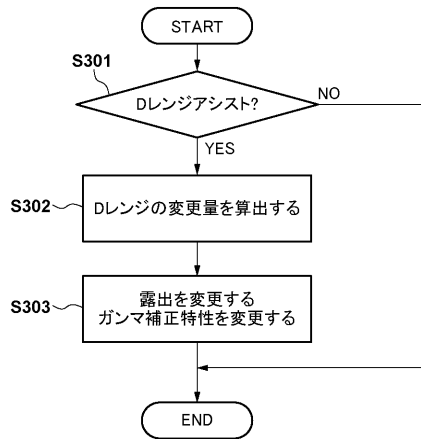 START
S301
Dレンジアシスト?
NO
YES
S302
Dレンジの変更量を算出する
S303
露出を変更する
ガンマ補正特性を変更する
END